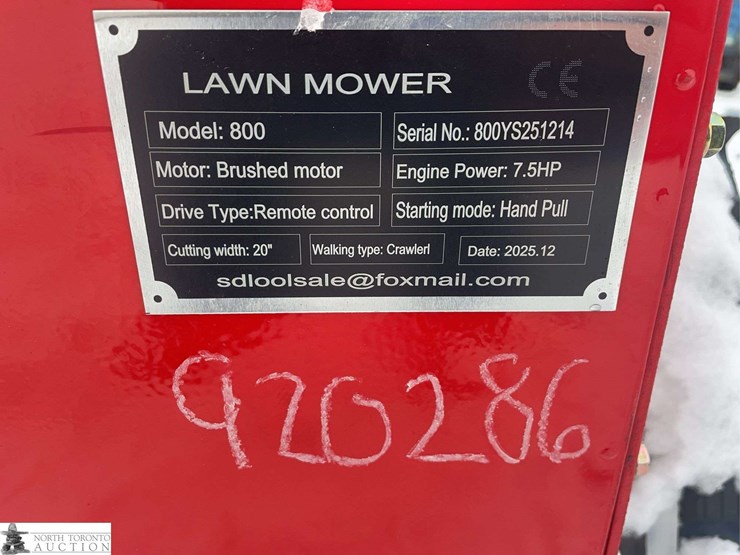 LAWN MOWER CE
Model: 800 Serial No.: 800YS251214
Motor: Brushed motor Engine Power: 7.5HP
Drive Type:Remote control Starting mode: Hand Pull
Cutting width: 20" Walking type: Crawlerl Date: 2025.12
sdloolsale@foxmail.com
920286
NORTH TORONTO
AUCTION